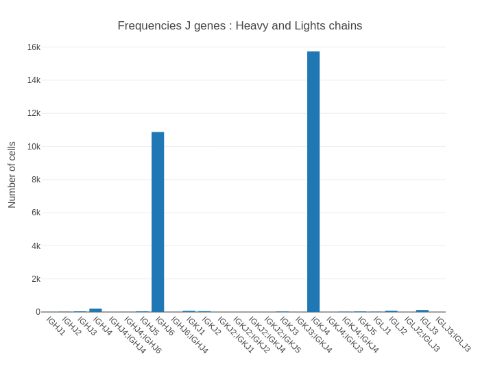 Frequencies J genes : Heavy and Lights chains
16k
14k
12k
10k
8k
6k
4k
2k
0
Number of cells
IGHJ1
IGHJ2
IGHJ3
IGHJ4
IGHJ4;IGHJ4
IGHJ4;IGHJ6
IGHJ5
IGHJ6
IGHJ6;IGHJ4
IGKJ1
IGKJ2
IGKJ2;IGKJ1
IGKJ2;IGKJ2
IGKJ2;IGKJ4
IGKJ2;IGKJ5
IGKJ3
IGKJ3;IGKJ4
IGKJ4
IGKJ4;IGKJ3
IGKJ4;IGKJ4
IGKJ5
IGLJ1
IGLJ2
IGLJ2;IGLJ3
IGLJ3
IGLJ3;IGLJ3